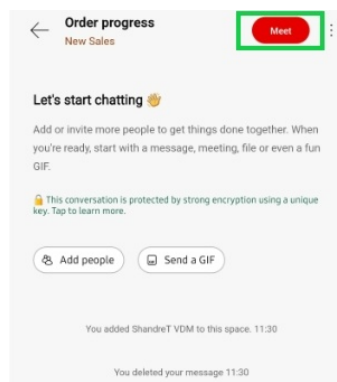 Order progress
New Sales
Meet
Let's start chatting 👋
Add or invite more people to get things done together. When
you're ready, start with a message, meeting, file or even a fun
GIF.
🔒 This conversation is protected by strong encryption using a unique
key. Tap to learn more.
Add people
Send a GIF
You added ShandreT VDM to this space. 11:30
You deleted your message 11:30